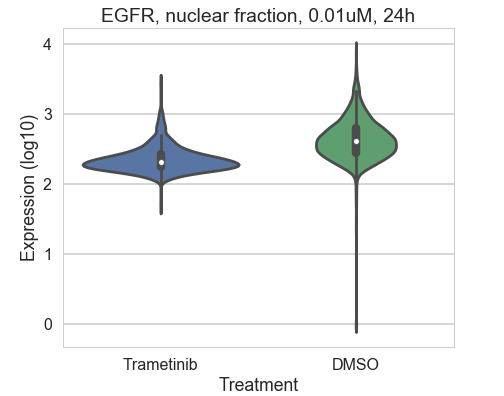 EGFR, nuclear fraction, 0.01uM, 24h
4
3
2
1
0
Expression (log10)
Trametinib DMSO
Treatment